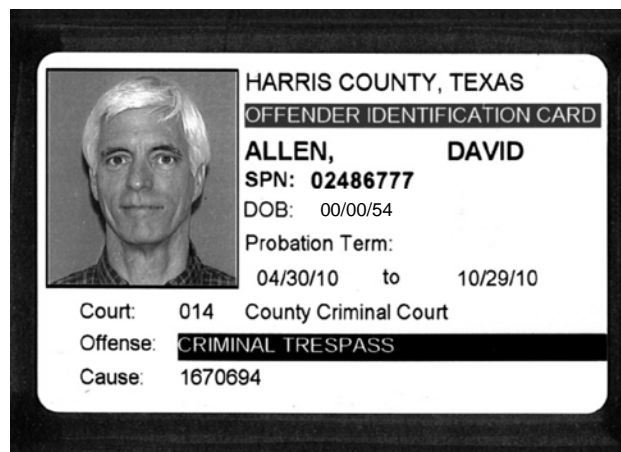 HARRIS COUNTY, TEXAS
OFFENDER IDENTIFICATION CARD
ALLEN, DAVID
SPN: 02486777
DOB: 00/00/54
Probation Term:
04/30/10 to 10/29/10
Court: 014 County Criminal Court
Offense: CRIMINAL TRESPASS
Cause: 1670694